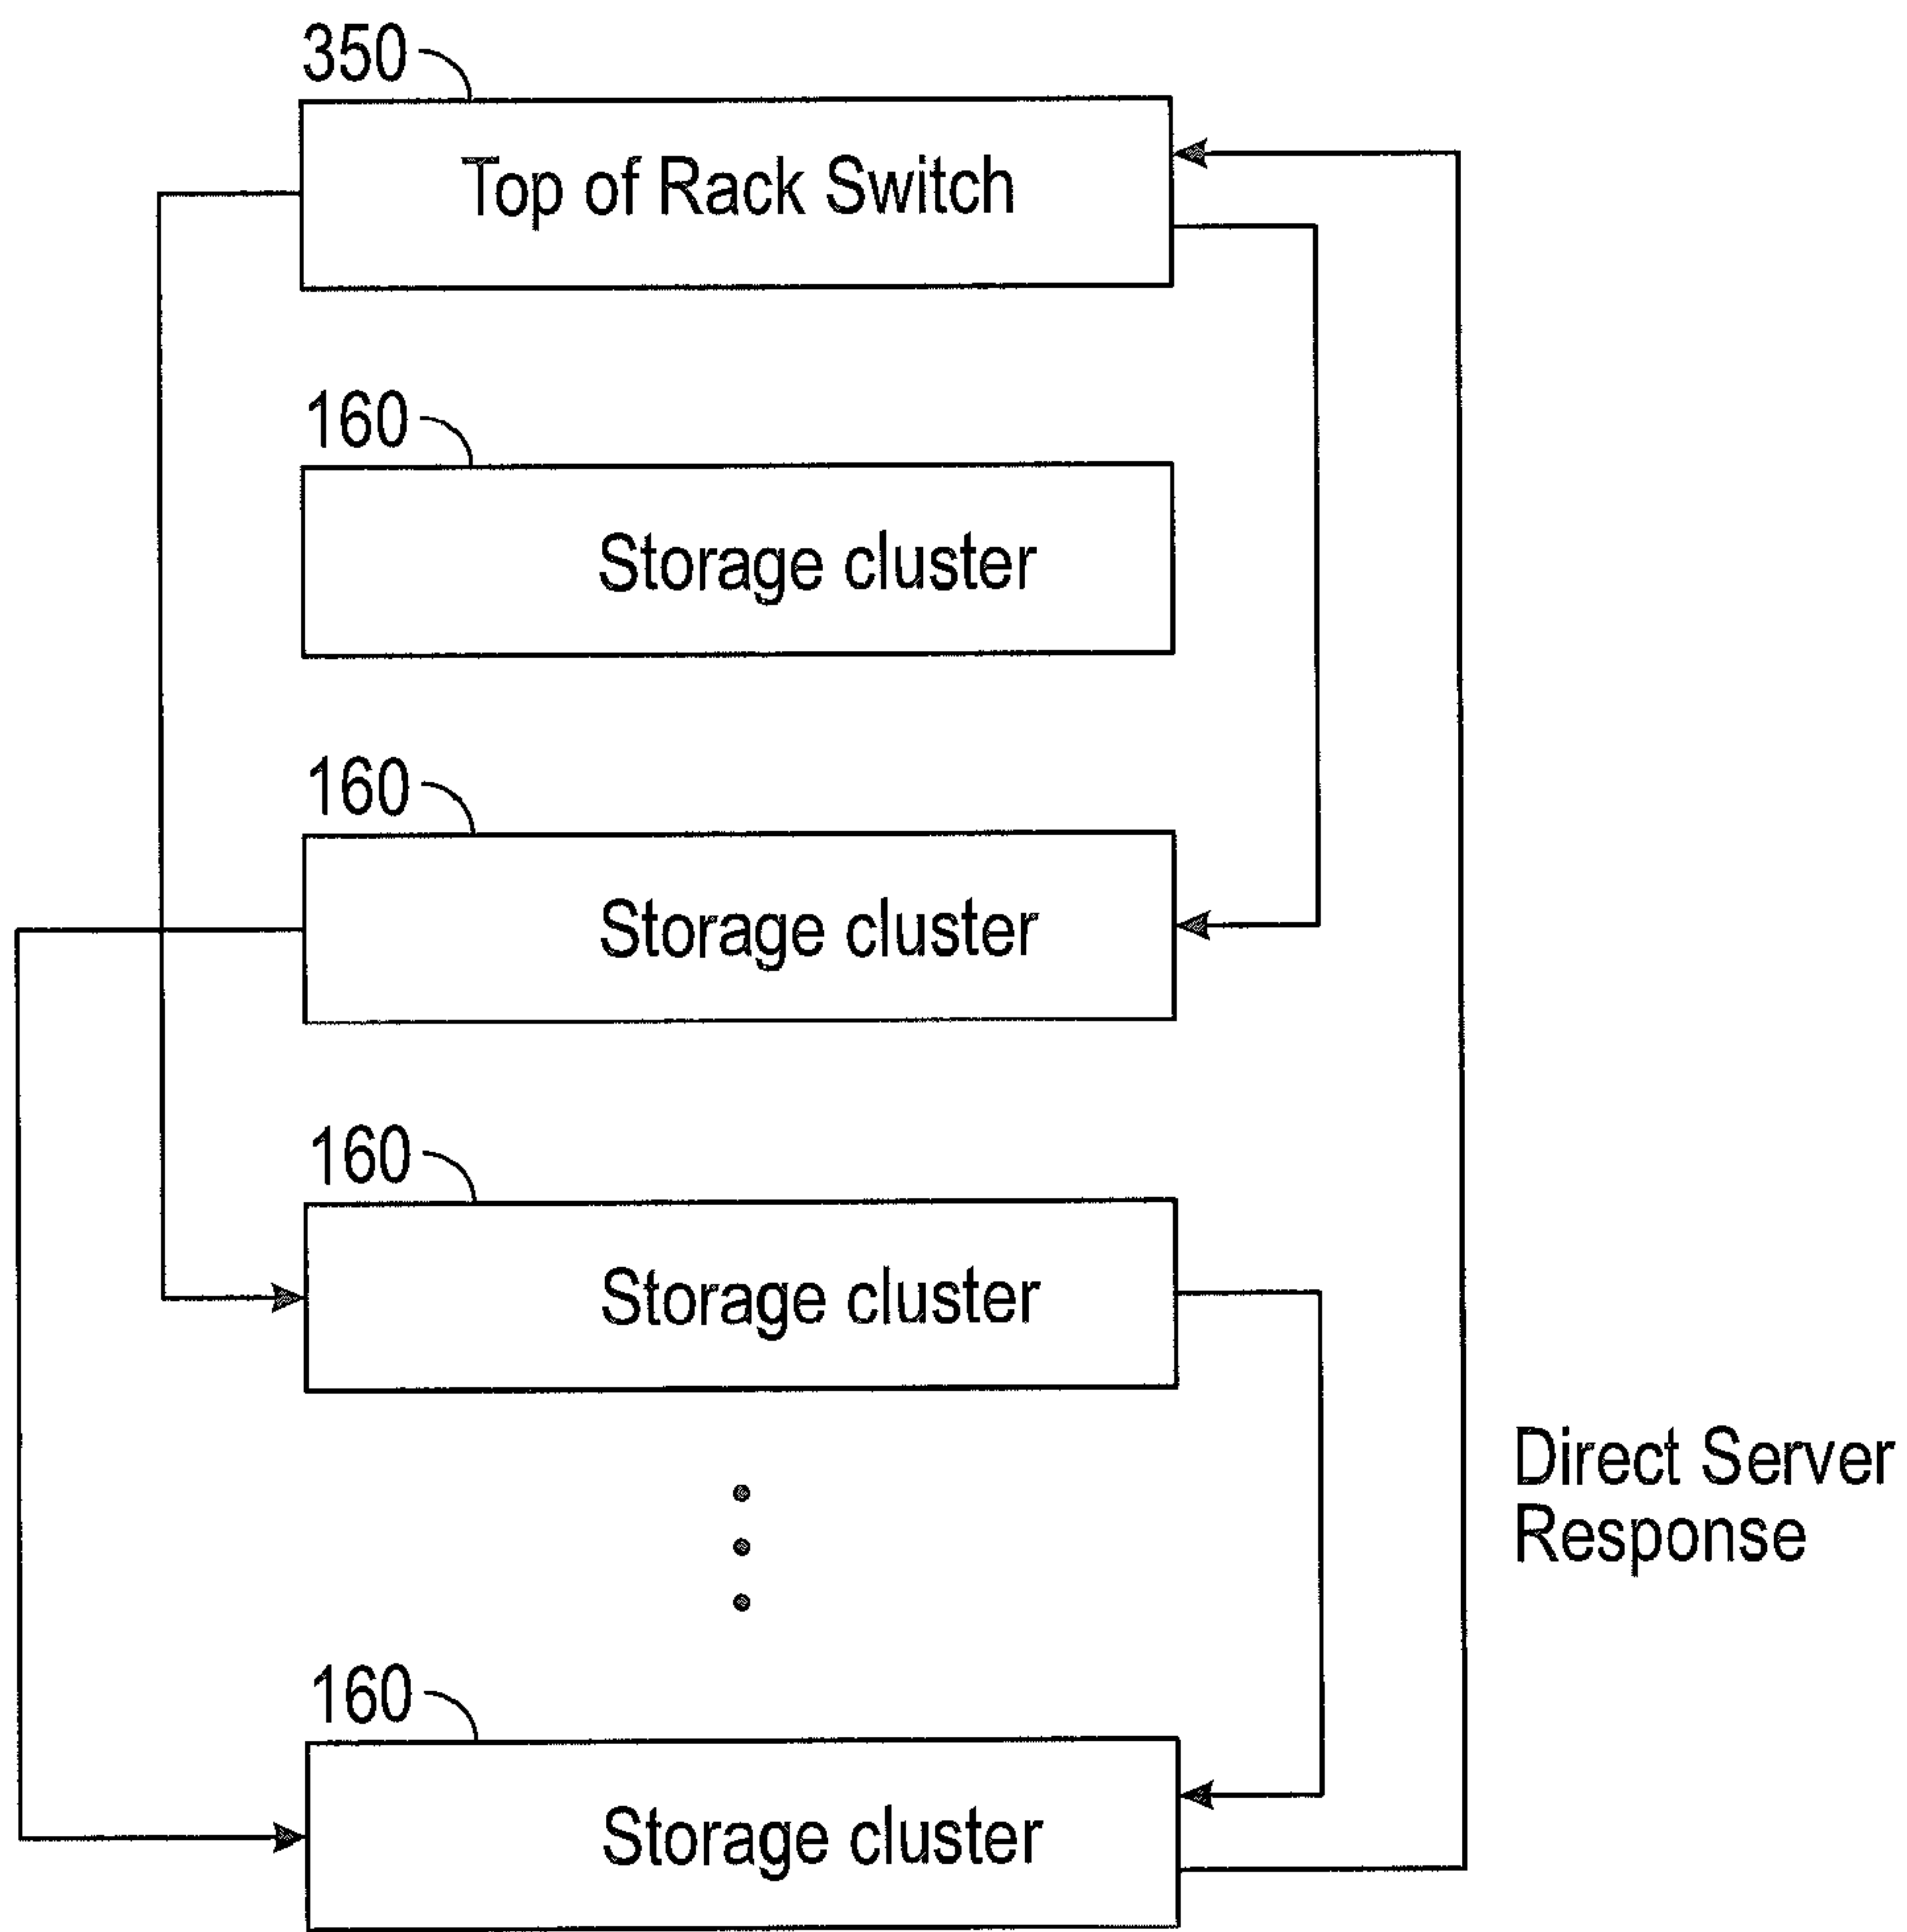 350
Top of Rack Switch
160
Storage cluster
160
Storage cluster
160
Storage cluster
Direct Server
Response
160
Storage cluster